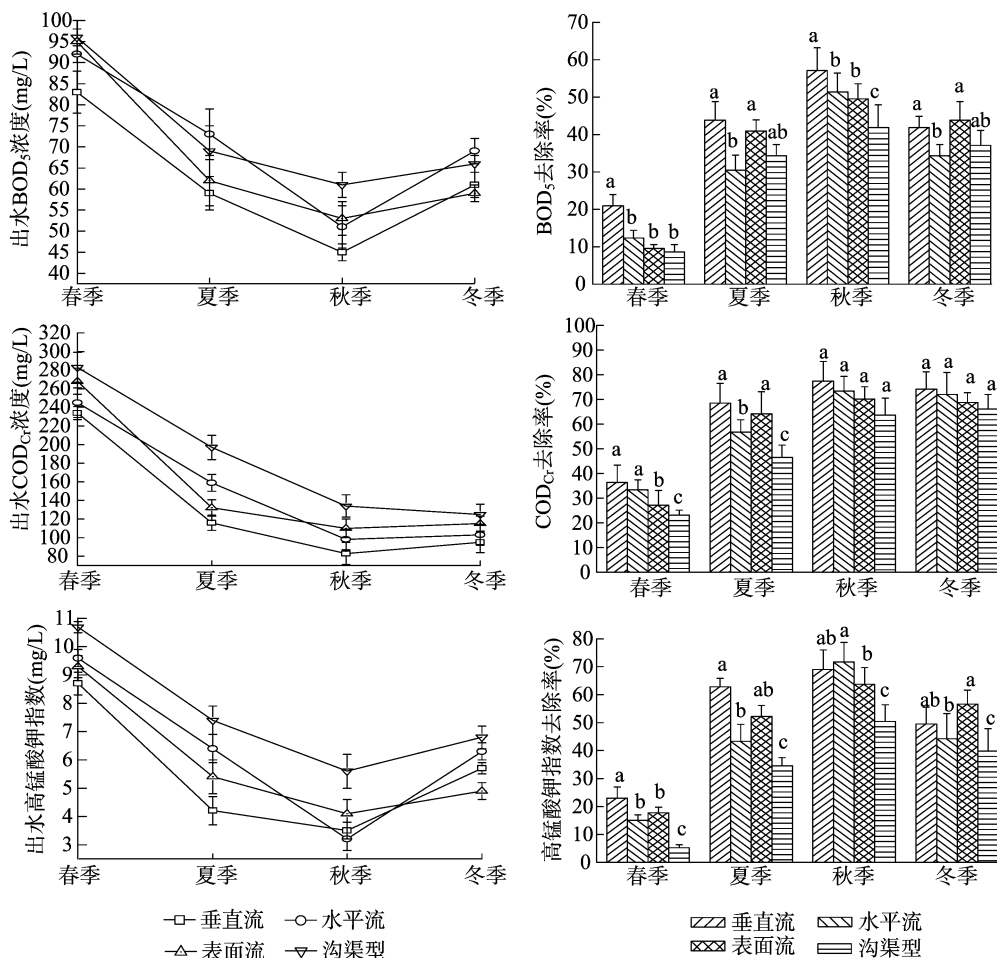 出水BOD₅浓度(mg/L)
100
95
90
85
80
75
70
65
60
55
50
45
40
春季 夏季 秋季 冬季
BOD₅去除率(%)
70
60
50
40
30
20
10
0
a b b b
a b a ab
a b b c
a b a ab
春季 夏季 秋季 冬季
出水COD_Cr浓度(mg/L)
320
300
280
260
240
220
200
180
160
140
120
100
80
春季 夏季 秋季 冬季
COD_Cr去除率(%)
100
90
80
70
60
50
40
30
20
10
0
a a b c
a b a c
a a a a
a a a a
春季 夏季 秋季 冬季
出水高锰酸钾指数(mg/L)
11
10
9
8
7
6
5
4
3
春季 夏季 秋季 冬季
高锰酸钾指数去除率(%)
80
70
60
50
40
30
20
10
0
a b b c
a b ab c
ab a b c
ab b a c
春季 夏季 秋季 冬季
垂直流 水平流
表面流 沟渠型
垂直流 水平流
表面流 沟渠型